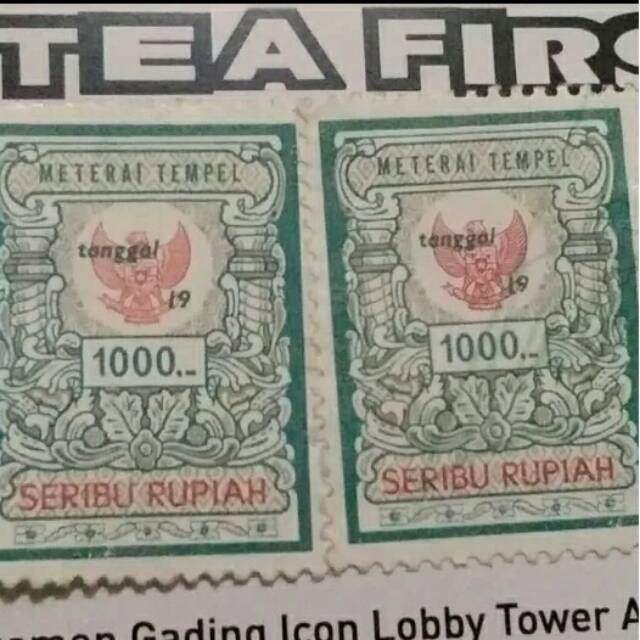 TEA FIRS
METERAI TEMPEL
tanggal
19
1000.-
SERIBU RUPIAH
METERAI TEMPEL
tanggal
19
1000.-
SERIBU RUPIAH
Gading Icon Lobby Tower A